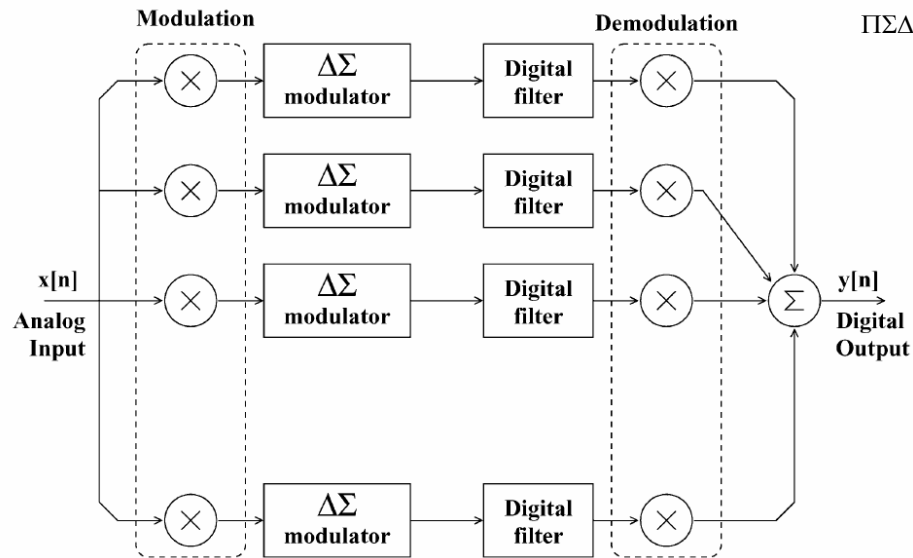 Modulation
Demodulation
ΠΣΔ
×
ΔΣ
modulator
Digital
filter
×
×
ΔΣ
modulator
Digital
filter
×
x[n]
Analog
Input
×
ΔΣ
modulator
Digital
filter
×
Σ
y[n]
Digital
Output
×
ΔΣ
modulator
Digital
filter
×